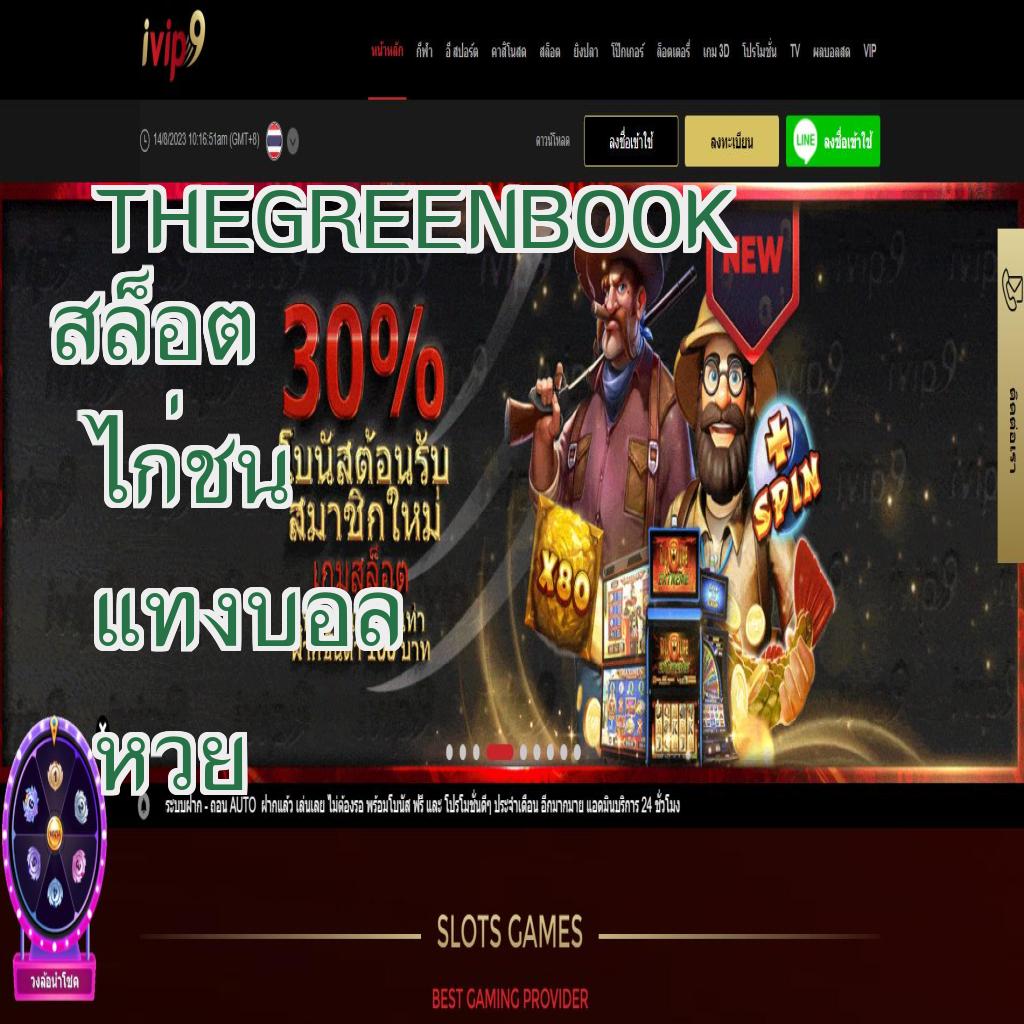 ivip9
หน้าหลัก กีฬา อี สปอร์ต คาสิโนสด สล็อต ยิงปลา โป๊กเกอร์ ล็อตเตอรี่ เกม 3D โปรโมชั่น TV ผลบอลสด VIP
14/8/2023 10:16:51am (GMT+8)
ดาวน์โหลด ลงชื่อเข้าใช้ ลงทะเบียน LINE ลงชื่อเข้าใช้
THEGREENBOOK
NEW
สล็อต
30%
ไก่ชน
โบนัสต้อนรับ
สมาชิกใหม่
+ SPIN
เกมสล็อต
X80
EXTREME
แทงบอล
บาท
ติดต่อเรา
หวย
ระบบฝาก - ถอน AUTO ฝากแล้ว เล่นเลย ไม่ต้องรอ พร้อมโบนัส ฟรี และ โปรโมชั่นดีๆ ประจำเดือน อีกมากมาย แอดมินบริการ 24 ชั่วโมง
SLOTS GAMES
วงล้อนำโชค
BEST GAMING PROVIDER